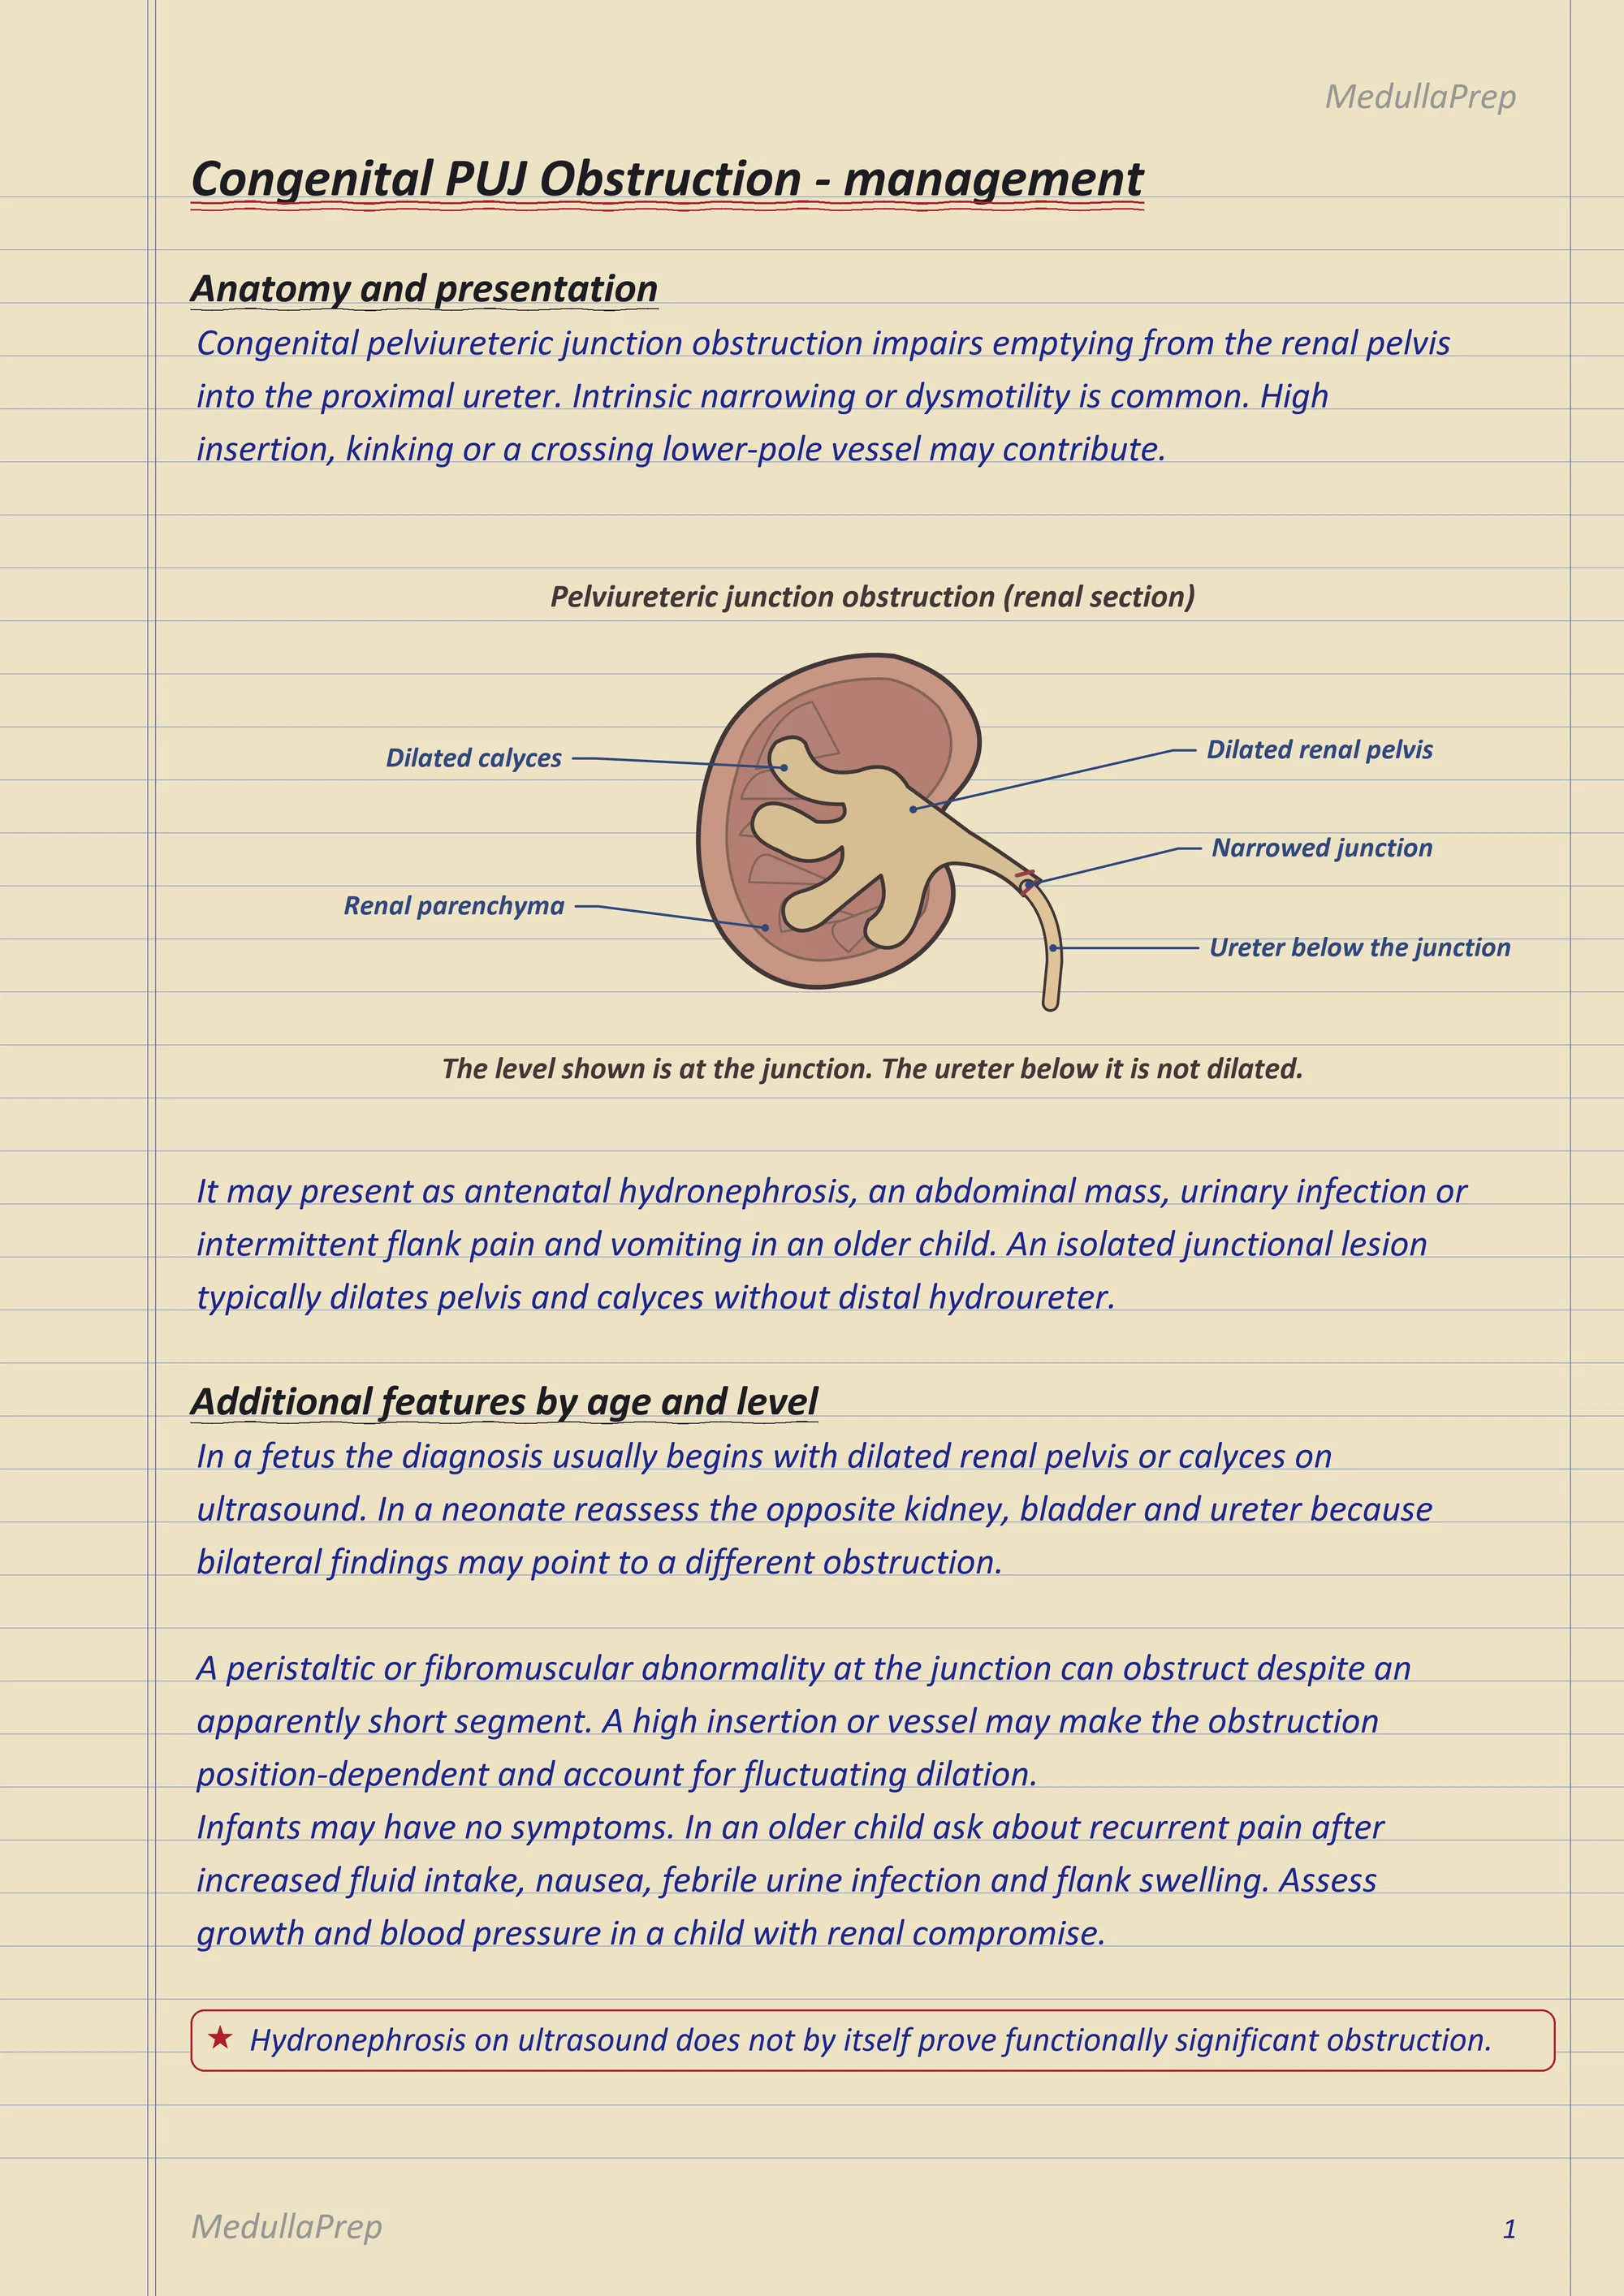 MedullaPrep
Congenital PUJ Obstruction - management
Anatomy and presentation
Congenital pelviureteric junction obstruction impairs emptying from the renal pelvis
into the proximal ureter. Intrinsic narrowing or dysmotility is common. High
insertion, kinking or a crossing lower-pole vessel may contribute.
Pelviureteric junction obstruction (renal section)
Dilated calyces
Dilated renal pelvis
Narrowed junction
Renal parenchyma
Ureter below the junction
The level shown is at the junction. The ureter below it is not dilated.
It may present as antenatal hydronephrosis, an abdominal mass, urinary infection or
intermittent flank pain and vomiting in an older child. An isolated junctional lesion
typically dilates pelvis and calyces without distal hydroureter.
Additional features by age and level
In a fetus the diagnosis usually begins with dilated renal pelvis or calyces on
ultrasound. In a neonate reassess the opposite kidney, bladder and ureter because
bilateral findings may point to a different obstruction.
A peristaltic or fibromuscular abnormality at the junction can obstruct despite an
apparently short segment. A high insertion or vessel may make the obstruction
position-dependent and account for fluctuating dilation.
Infants may have no symptoms. In an older child ask about recurrent pain after
increased fluid intake, nausea, febrile urine infection and flank swelling. Assess
growth and blood pressure in a child with renal compromise.
★ Hydronephrosis on ultrasound does not by itself prove functionally significant obstruction.
MedullaPrep
1